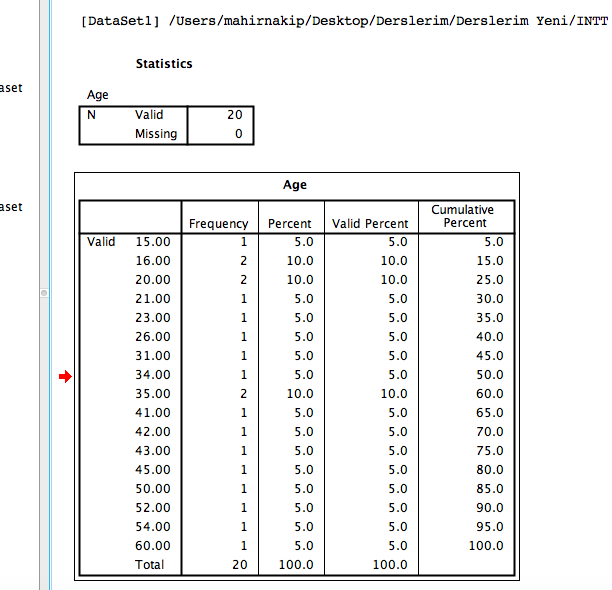 [DataSet1] /Users/mahirnakip/Desktop/Derslerim/Derslerim Yeni/INTT
Statistics
aset
Age
N Valid 20
Missing 0
Age
aset
Frequency Percent Valid Percent Cumulative Percent
Valid 15.00 1 5.0 5.0 5.0
16.00 2 10.0 10.0 15.0
20.00 2 10.0 10.0 25.0
21.00 1 5.0 5.0 30.0
23.00 1 5.0 5.0 35.0
26.00 1 5.0 5.0 40.0
31.00 1 5.0 5.0 45.0
34.00 1 5.0 5.0 50.0
35.00 2 10.0 10.0 60.0
41.00 1 5.0 5.0 65.0
42.00 1 5.0 5.0 70.0
43.00 1 5.0 5.0 75.0
45.00 1 5.0 5.0 80.0
50.00 1 5.0 5.0 85.0
52.00 1 5.0 5.0 90.0
54.00 1 5.0 5.0 95.0
60.00 1 5.0 5.0 100.0
Total 20 100.0 100.0